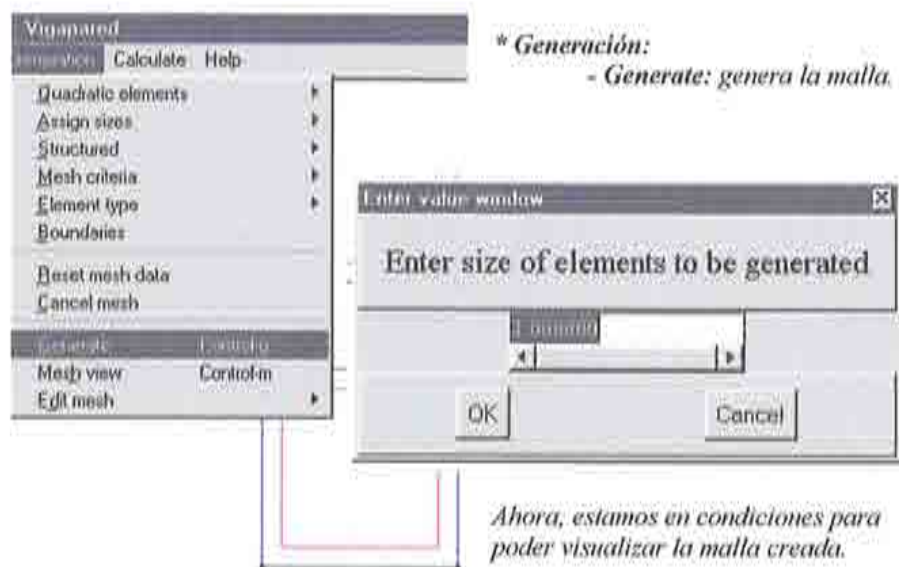 Vigapared
Calculate Help
Quadratic elements
Assign sizes
Structured
Mesh criteria
Element type
Boundaries
Reset mesh data
Cancel mesh
Generate
Mesh view Control-m
Edit mesh
* Generación:
- Generate: genera la malla.
Enter value window
Enter size of elements to be generated
OK Cancel
Ahora, estamos en condiciones para
poder visualizar la malla creada.